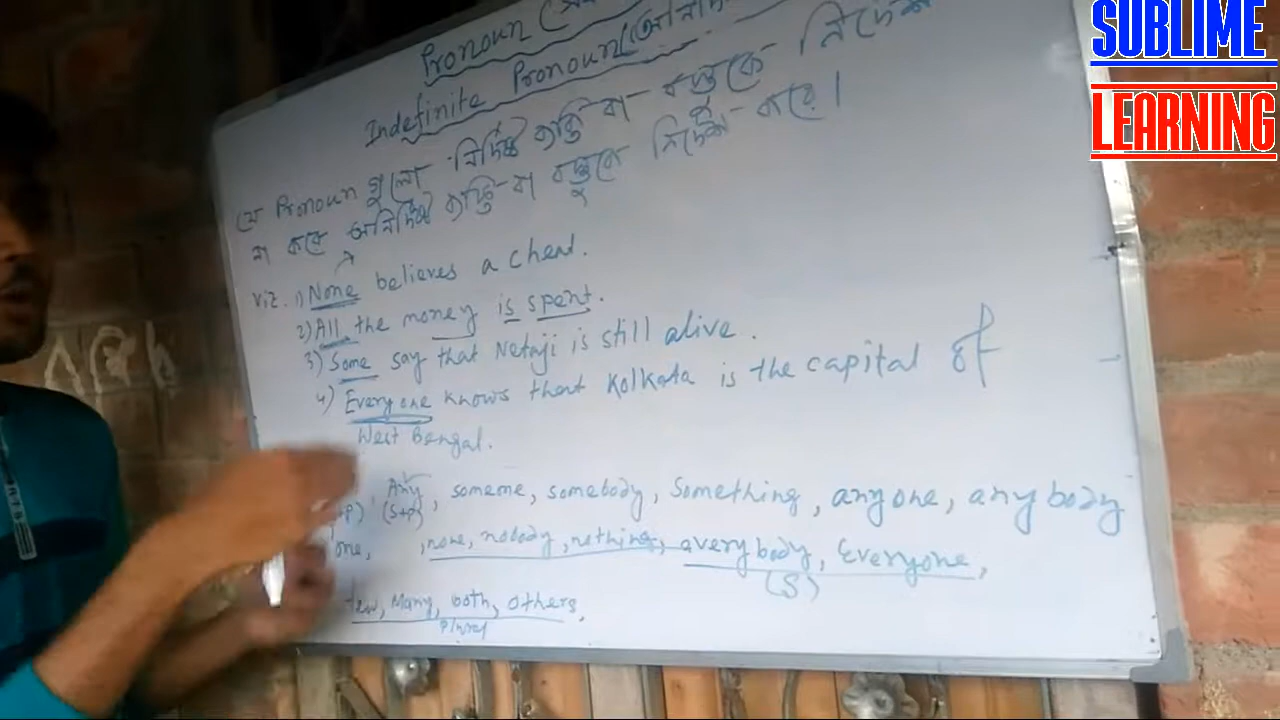 SUBLIME
LEARNING
Pronoun
Indefinite Pronoun
যে Pronoun গুলো নির্দিষ্ট ব্যক্তি বা বস্তুকে নির্দেশ
না করে অনির্দিষ্ট ব্যক্তি বা বস্তুকে নির্দেশ করে।
Viz. 1) None believes a cheat.
2) All the money is spent.
3) Some say that Netaji is still alive.
4) Everyone knows that Kolkata is the capital of
West Bengal.
Any, someone, somebody, Something, anyone, anybody
+P) (S+P)
one, , none, nobody, nothing, averybody, Everyone,
(S)
few, Many, both, others,
Plural